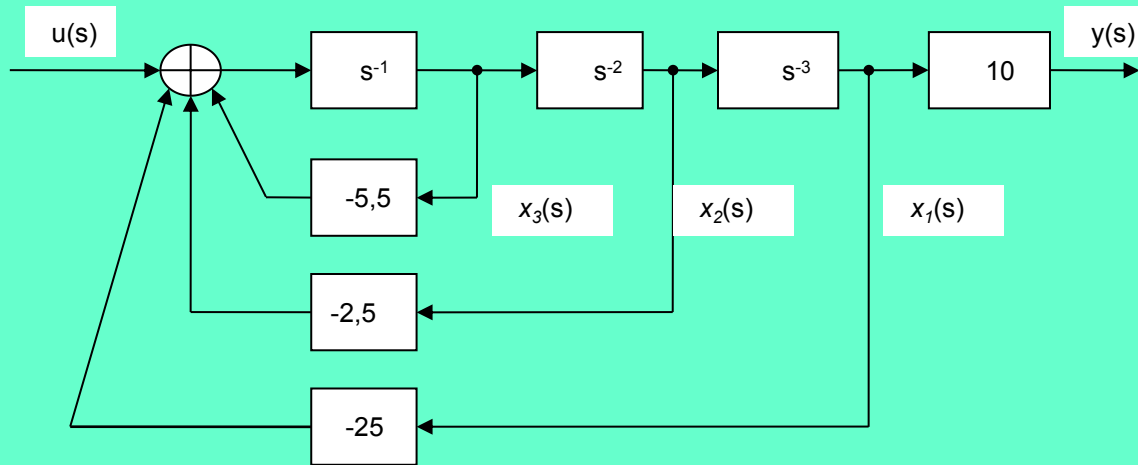 u(s)
y(s)
s⁻¹
s⁻²
s⁻³
10
-5,5
x₃(s)
x₂(s)
x₁(s)
-2,5
-25